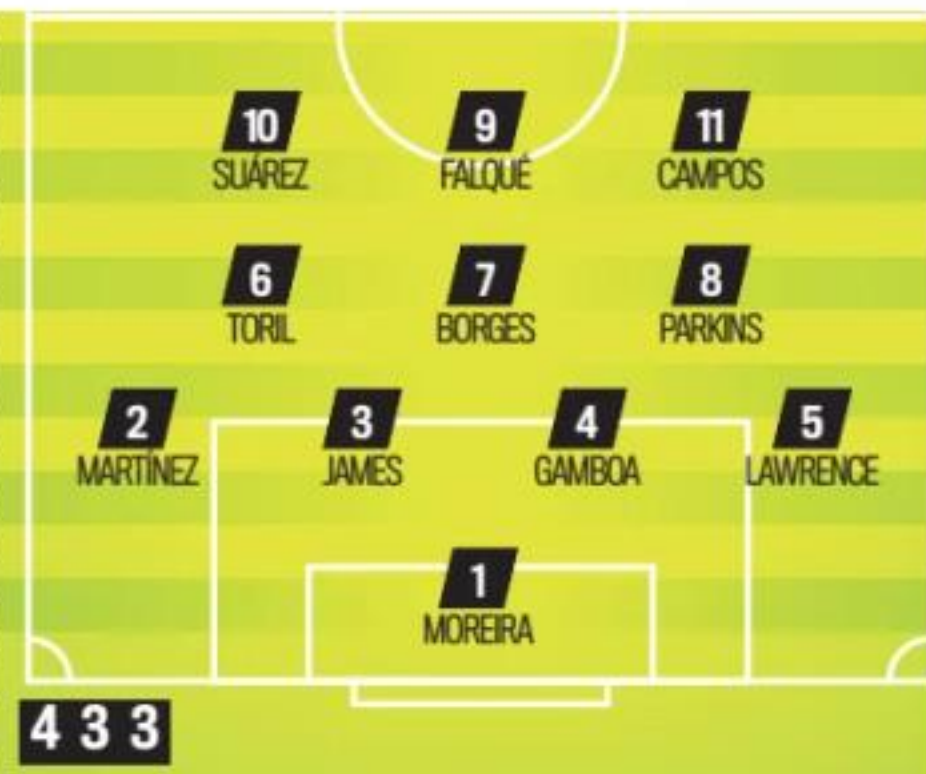 10 9 11
SUÁREZ FALQUÉ CAMPOS
6 7 8
TORIL BORGES PARKINS
2 3 4 5
MARTÍNEZ JAMES GAMBOA LAWRENCE
1
MOREIRA
4 3 3